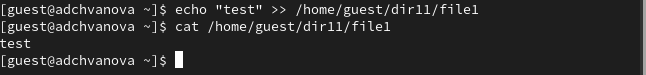 [guest@adchvanova ~]$ echo "test" >> /home/guest/dir11/file1
[guest@adchvanova ~]$ cat /home/guest/dir11/file1
test
[guest@adchvanova ~]$